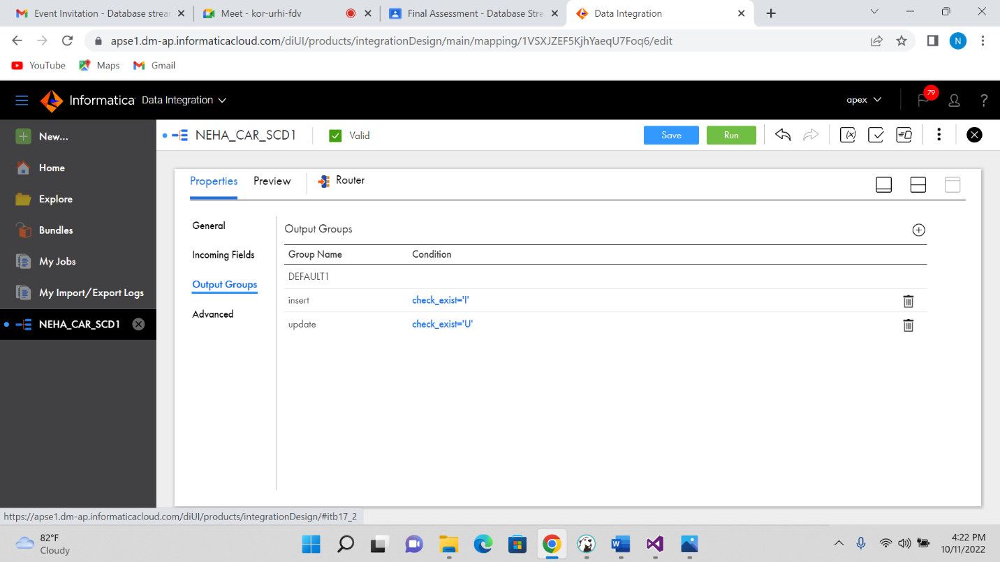 Event Invitation - Database strear
Meet - kor-urhi-fdv
Final Assessment - Database Stre
Data Integration
apse1.dm-ap.informaticacloud.com/diUI/products/integrationDesign/main/mapping/1VSXJZEF5KjhYaeqU7Foq6/edit
N
YouTube
Maps
Gmail
Informatica Data Integration
apex
79
?
New...
Home
Explore
Bundles
My Jobs
My Import/Export Logs
NEHA_CAR_SCD1
NEHA_CAR_SCD1
Valid
Save
Run
(x)
Properties
Preview
Router
General
Incoming Fields
Output Groups
Advanced
Output Groups
Group Name Condition
DEFAULT1
insert check_exist='I'
update check_exist='U'
https://apse1.dm-ap.informaticacloud.com/diUI/products/integrationDesign/#itb17_2
82°F
Cloudy
4:22 PM
10/11/2022